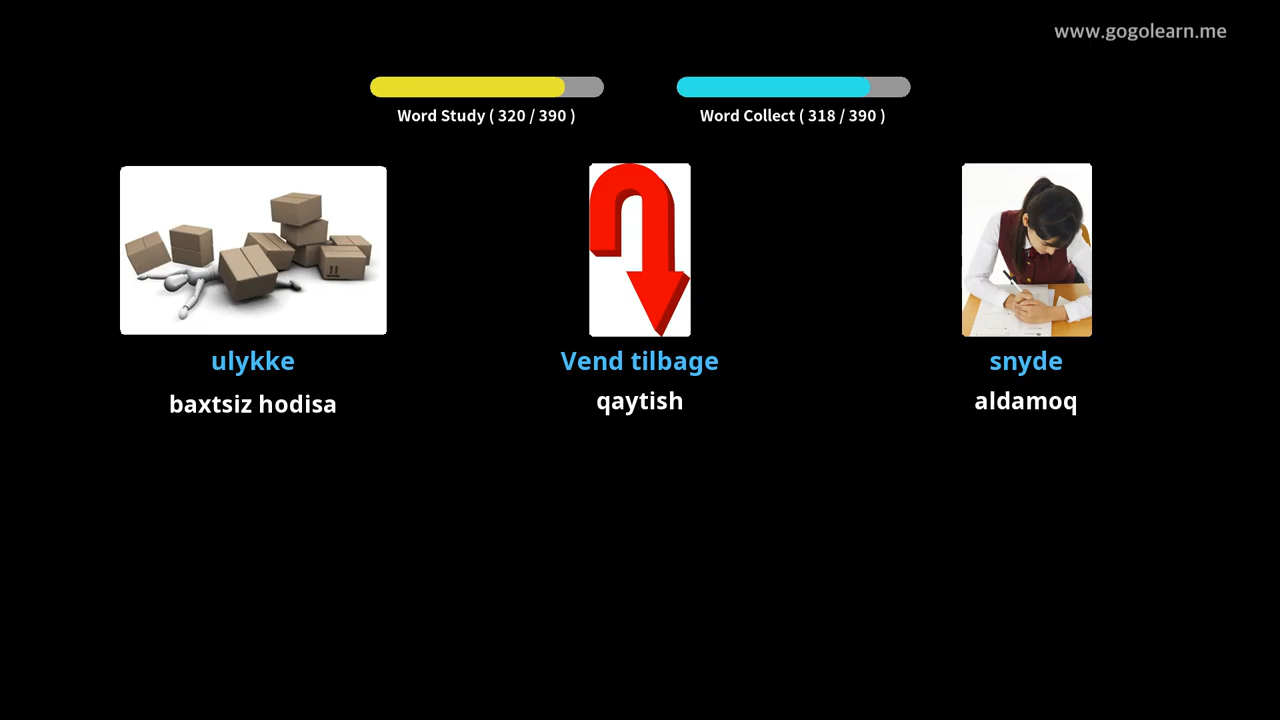 www.gogolearn.me
Word Study ( 320 / 390 )
Word Collect ( 318 / 390 )
ulykke
baxtsiz hodisa
Vend tilbage
qaytish
snyde
aldamoq